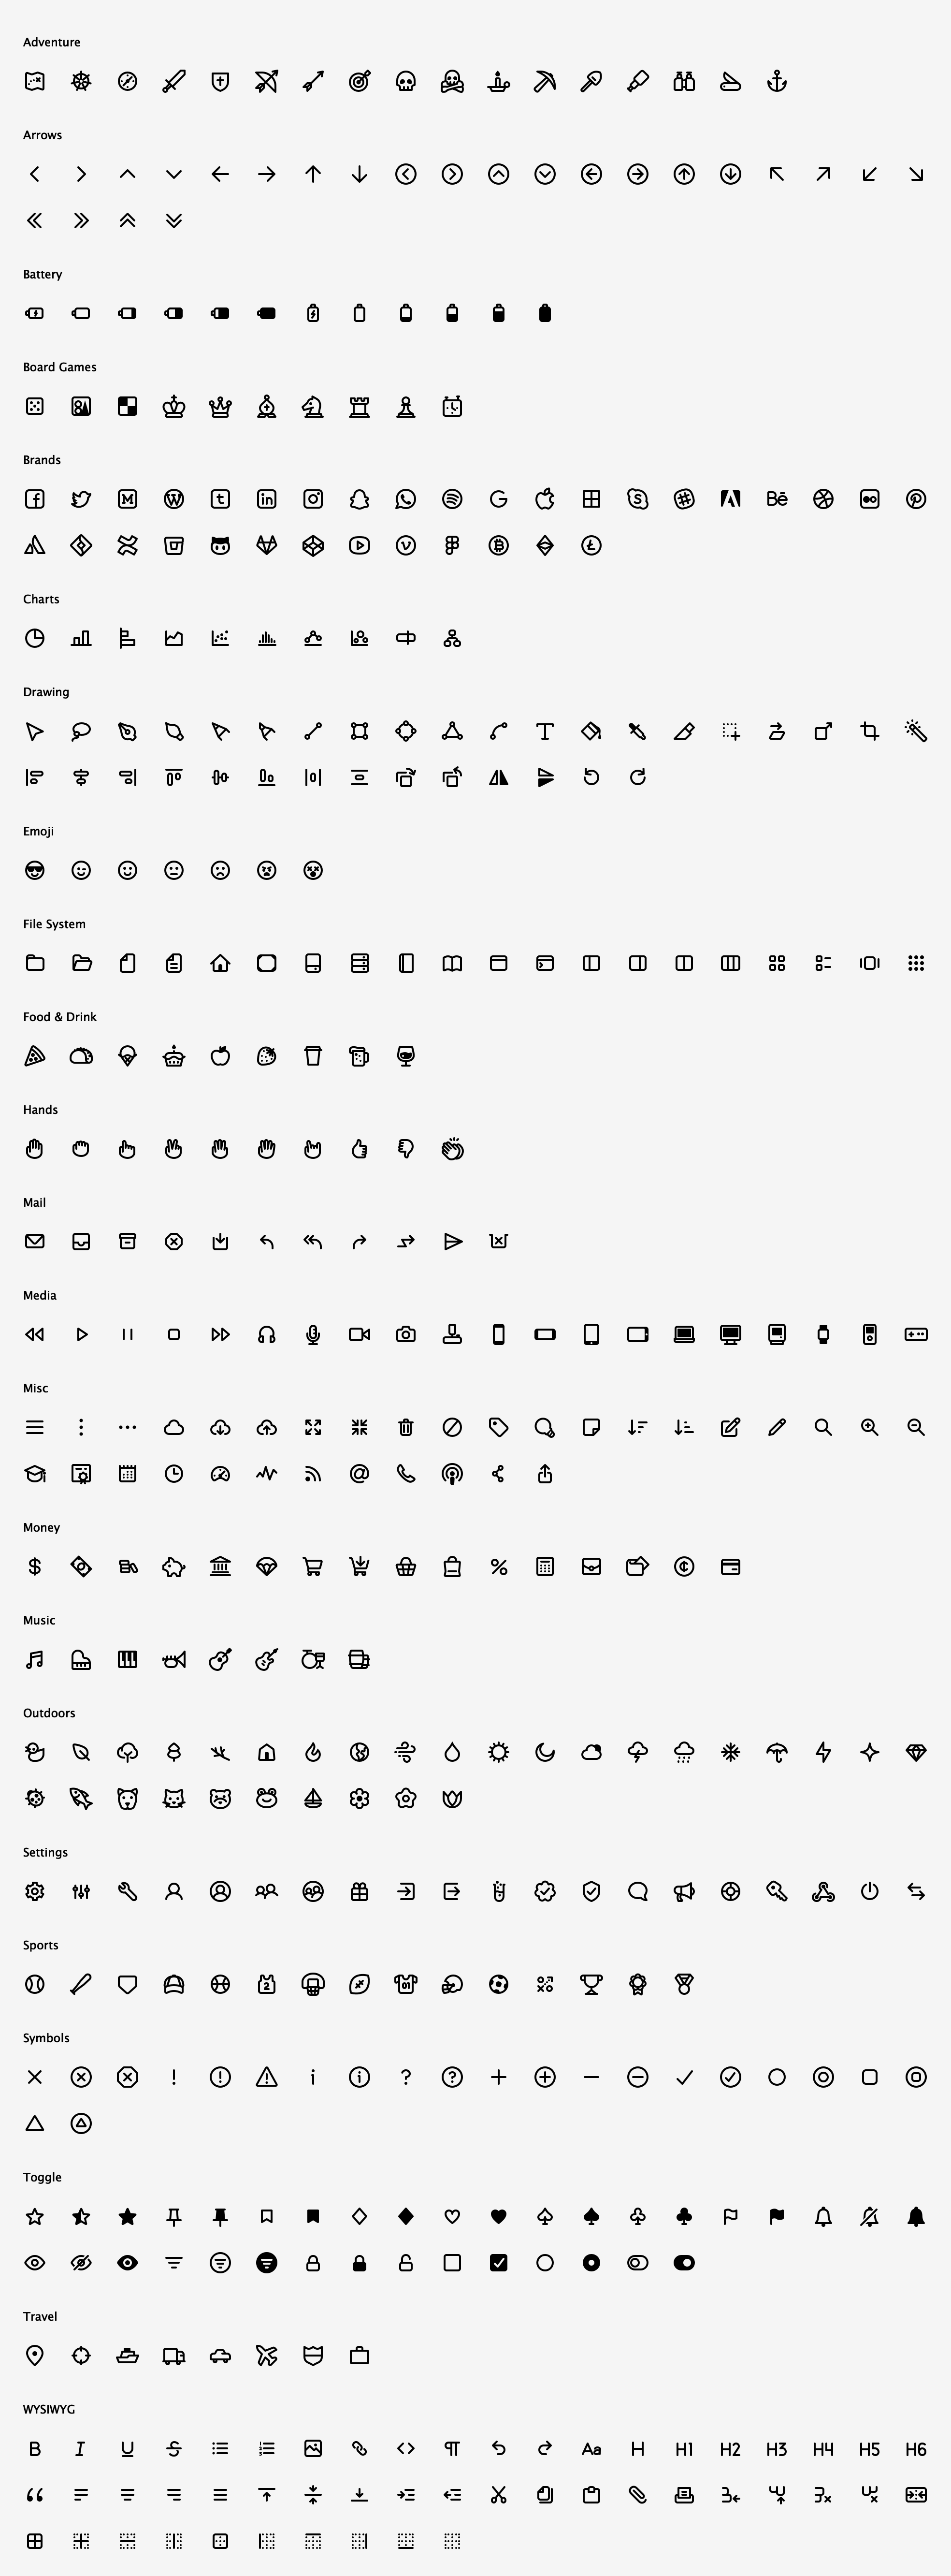 Adventure
Arrows
Battery
Board Games
Brands
Charts
Drawing
Emoji
File System
Food & Drink
Hands
Mail
Media
Misc
Money
Music
Outdoors
Settings
Sports
Symbols
Toggle
Travel
WYSIWYG
B I U S Aa H H1 H2 H3 H4 H5 H6